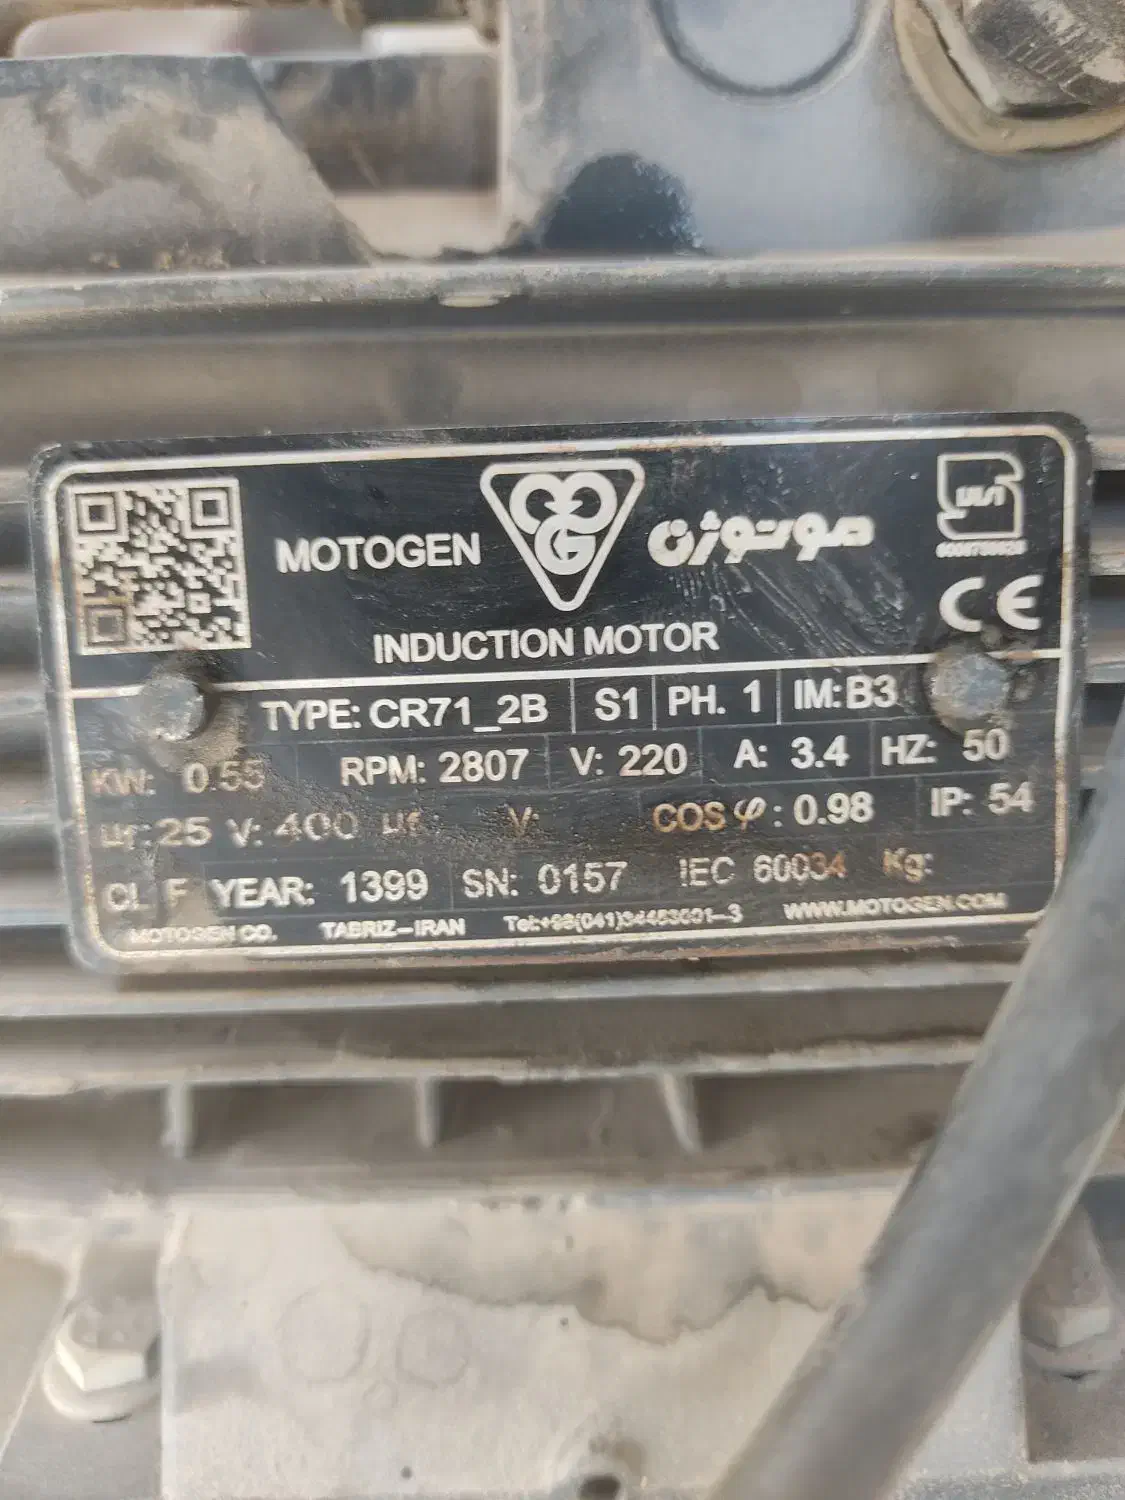 MOTOGEN موتوژن
INDUCTION MOTOR
TYPE: CR71_2B S1 PH. 1 IM: B3
KW: 0.55 RPM: 2807 V: 220 A: 3.4 HZ: 50
µf: 25 V: 400 µf: V: COS φ: 0.98 IP: 54
CL F YEAR: 1399 SN: 0157 IEC 60034 Kg:
MOTOGEN CO. TABRIZ-IRAN WWW.MOTOGEN.COM
CE